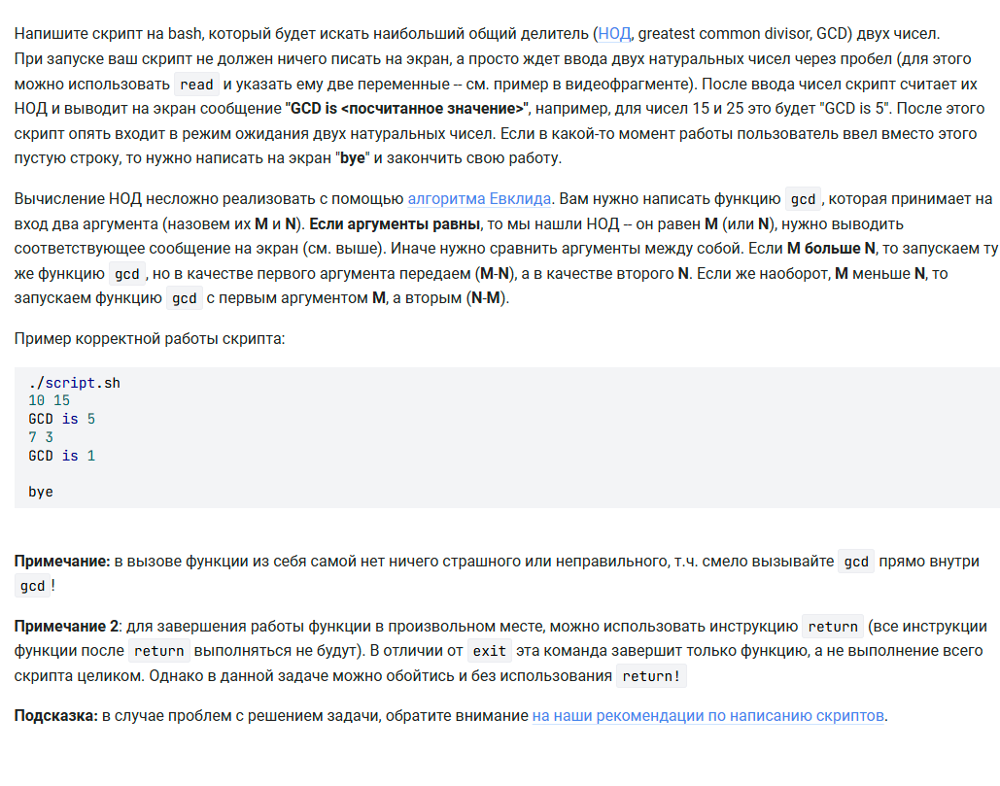 Напишите скрипт на bash, который будет искать наибольший общий делитель (НОД, greatest common divisor, GCD) двух чисел.
При запуске ваш скрипт не должен ничего писать на экран, а просто ждет ввода двух натуральных чисел через пробел (для этого
можно использовать read и указать ему две переменные -- см. пример в видеофрагменте). После ввода чисел скрипт считает их
НОД и выводит на экран сообщение "GCD is <посчитанное значение>", например, для чисел 15 и 25 это будет "GCD is 5". После этого
скрипт опять входит в режим ожидания двух натуральных чисел. Если в какой-то момент работы пользователь ввел вместо этого
пустую строку, то нужно написать на экран "bye" и закончить свою работу.
Вычисление НОД несложно реализовать с помощью алгоритма Евклида. Вам нужно написать функцию gcd, которая принимает на
вход два аргумента (назовем их M и N). Если аргументы равны, то мы нашли НОД -- он равен M (или N), нужно выводить
соответствующее сообщение на экран (см. выше). Иначе нужно сравнить аргументы между собой. Если M больше N, то запускаем ту
же функцию gcd, но в качестве первого аргумента передаем (M-N), а в качестве второго N. Если же наоборот, M меньше N, то
запускаем функцию gcd с первым аргументом M, а вторым (N-M).
Пример корректной работы скрипта:
./script.sh
10 15
GCD is 5
7 3
GCD is 1
bye
Примечание: в вызове функции из себя самой нет ничего страшного или неправильного, т.ч. смело вызывайте gcd прямо внутри
gcd!
Примечание 2: для завершения работы функции в произвольном месте, можно использовать инструкцию return (все инструкции
функции после return выполняться не будут). В отличии от exit эта команда завершит только функцию, а не выполнение всего
скрипта целиком. Однако в данной задаче можно обойтись и без использования return!
Подсказка: в случае проблем с решением задачи, обратите внимание на наши рекомендации по написанию скриптов.